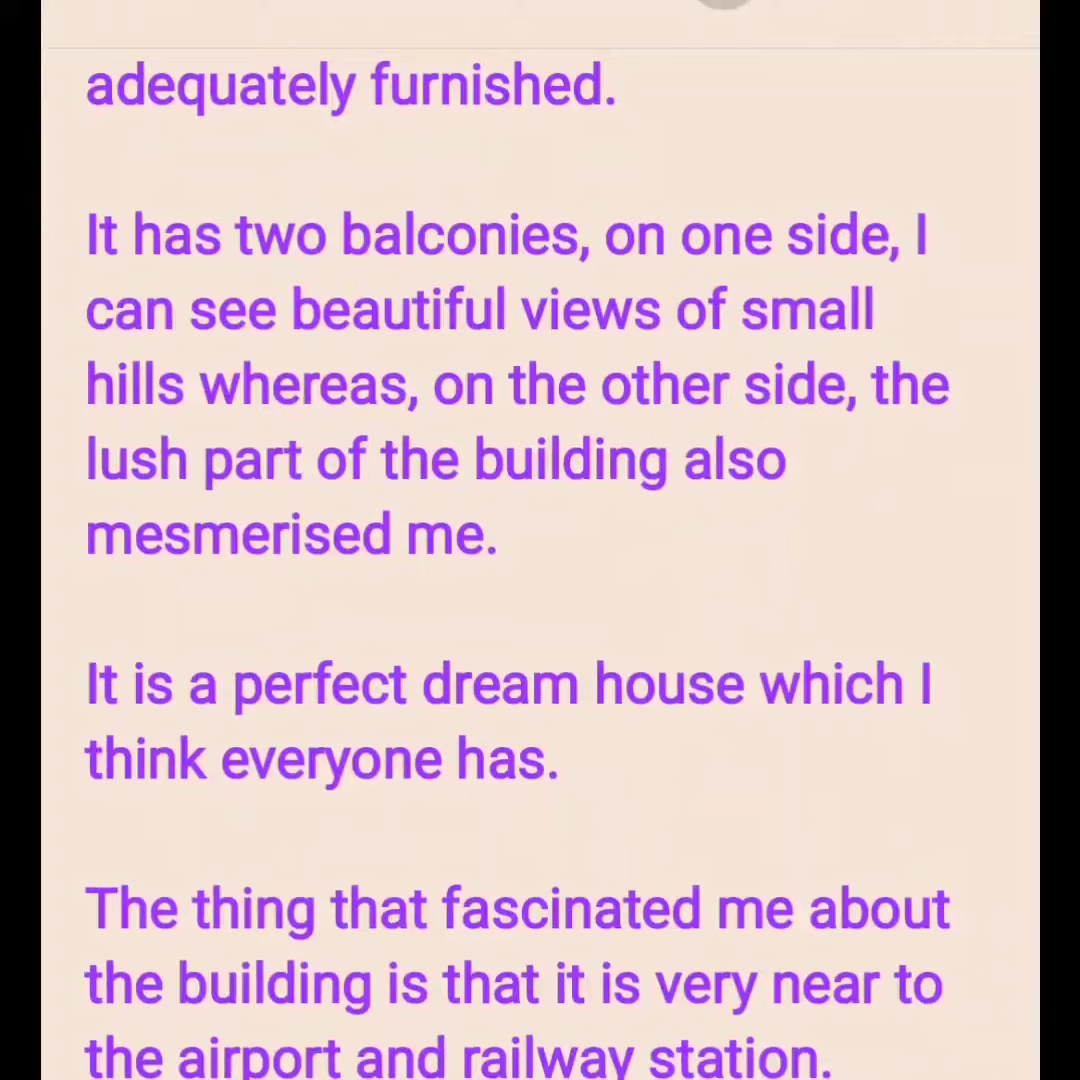 adequately furnished.
It has two balconies, on one side, I
can see beautiful views of small
hills whereas, on the other side, the
lush part of the building also
mesmerised me.
It is a perfect dream house which I
think everyone has.
The thing that fascinated me about
the building is that it is very near to
the airport and railway station.